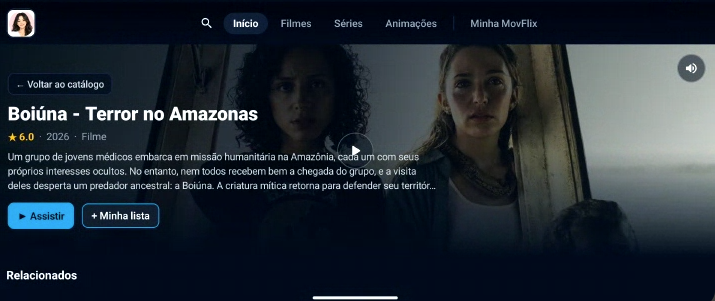 Início
Filmes
Séries
Animações
Minha MovFlix
← Voltar ao catálogo
Boiúna - Terror no Amazonas
★ 6.0 · 2026 · Filme
Um grupo de jovens médicos embarca em missão humanitária na Amazônia, cada um com seus
próprios interesses ocultos. No entanto, nem todos recebem bem a chegada do grupo, e a visita
deles desperta um predador ancestral: a Boiúna. A criatura mítica retorna para defender seu territór...
► Assistir
+ Minha lista
Relacionados